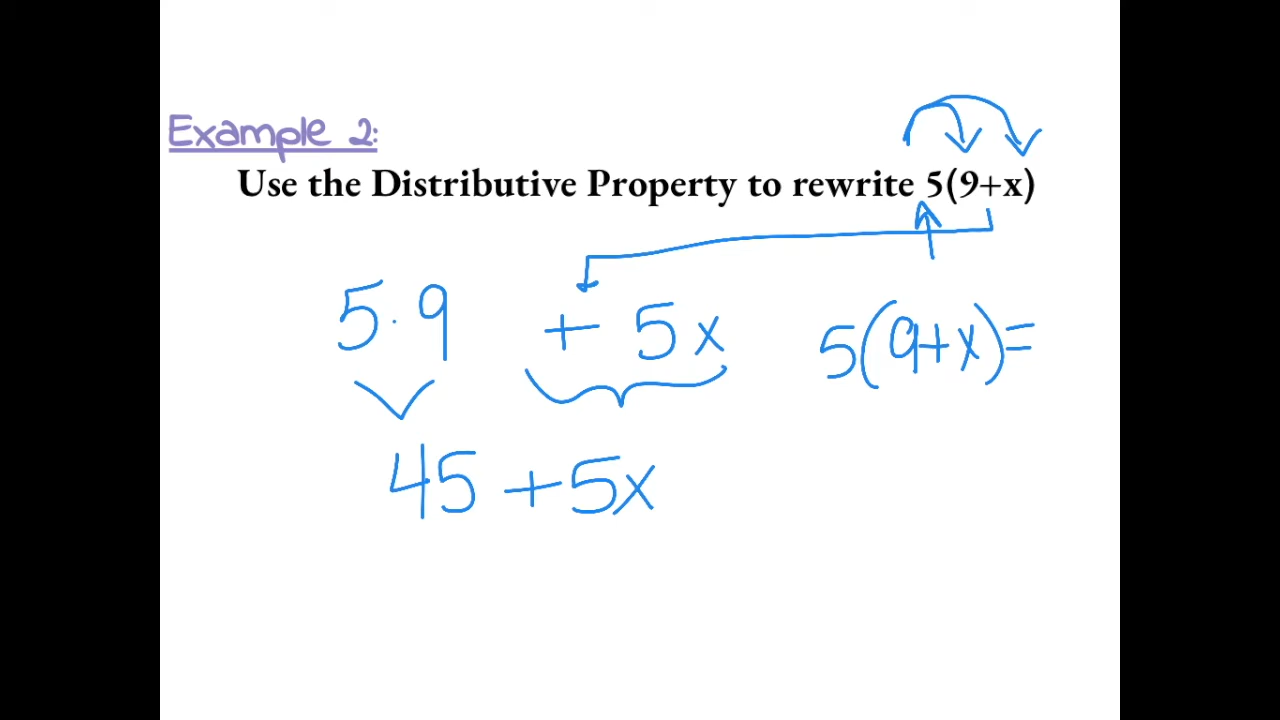 Example 2:
Use the Distributive Property to rewrite 5(9+x)
5·9 + 5x 5(9+x)=
45 +5x